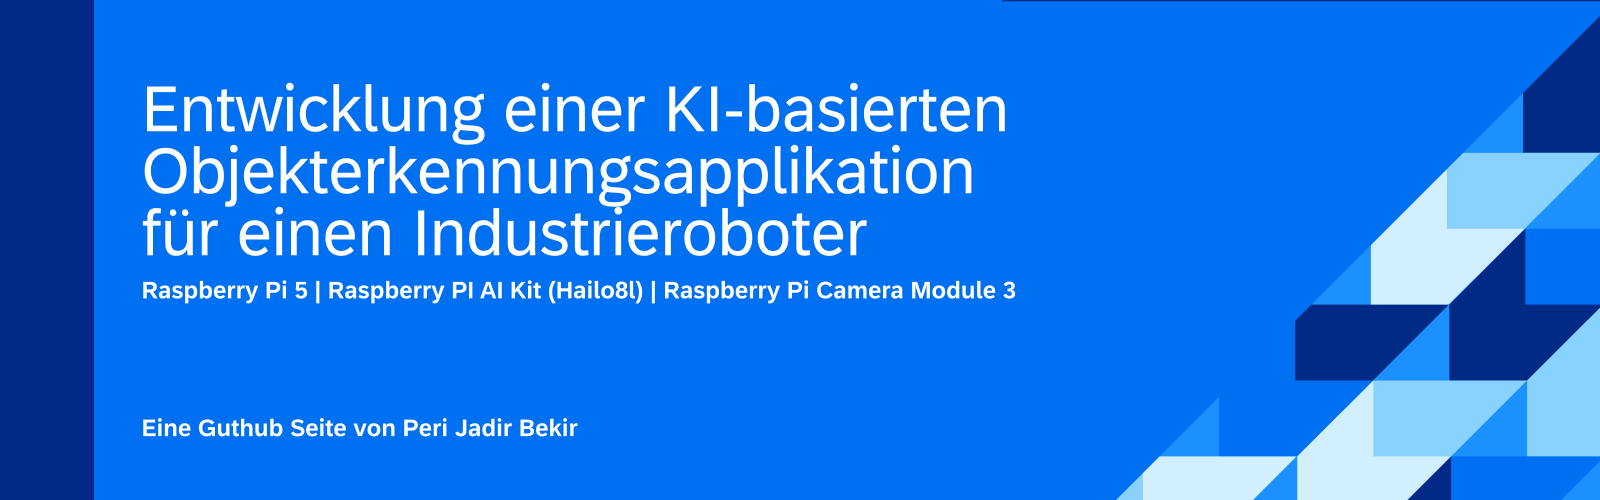 Entwicklung einer KI-basierten
Objekterkennungsapplikation
für einen Industrieroboter
Raspberry Pi 5 | Raspberry PI AI Kit (Hailo8l) | Raspberry Pi Camera Module 3
Eine Guthub Seite von Peri Jadir Bekir